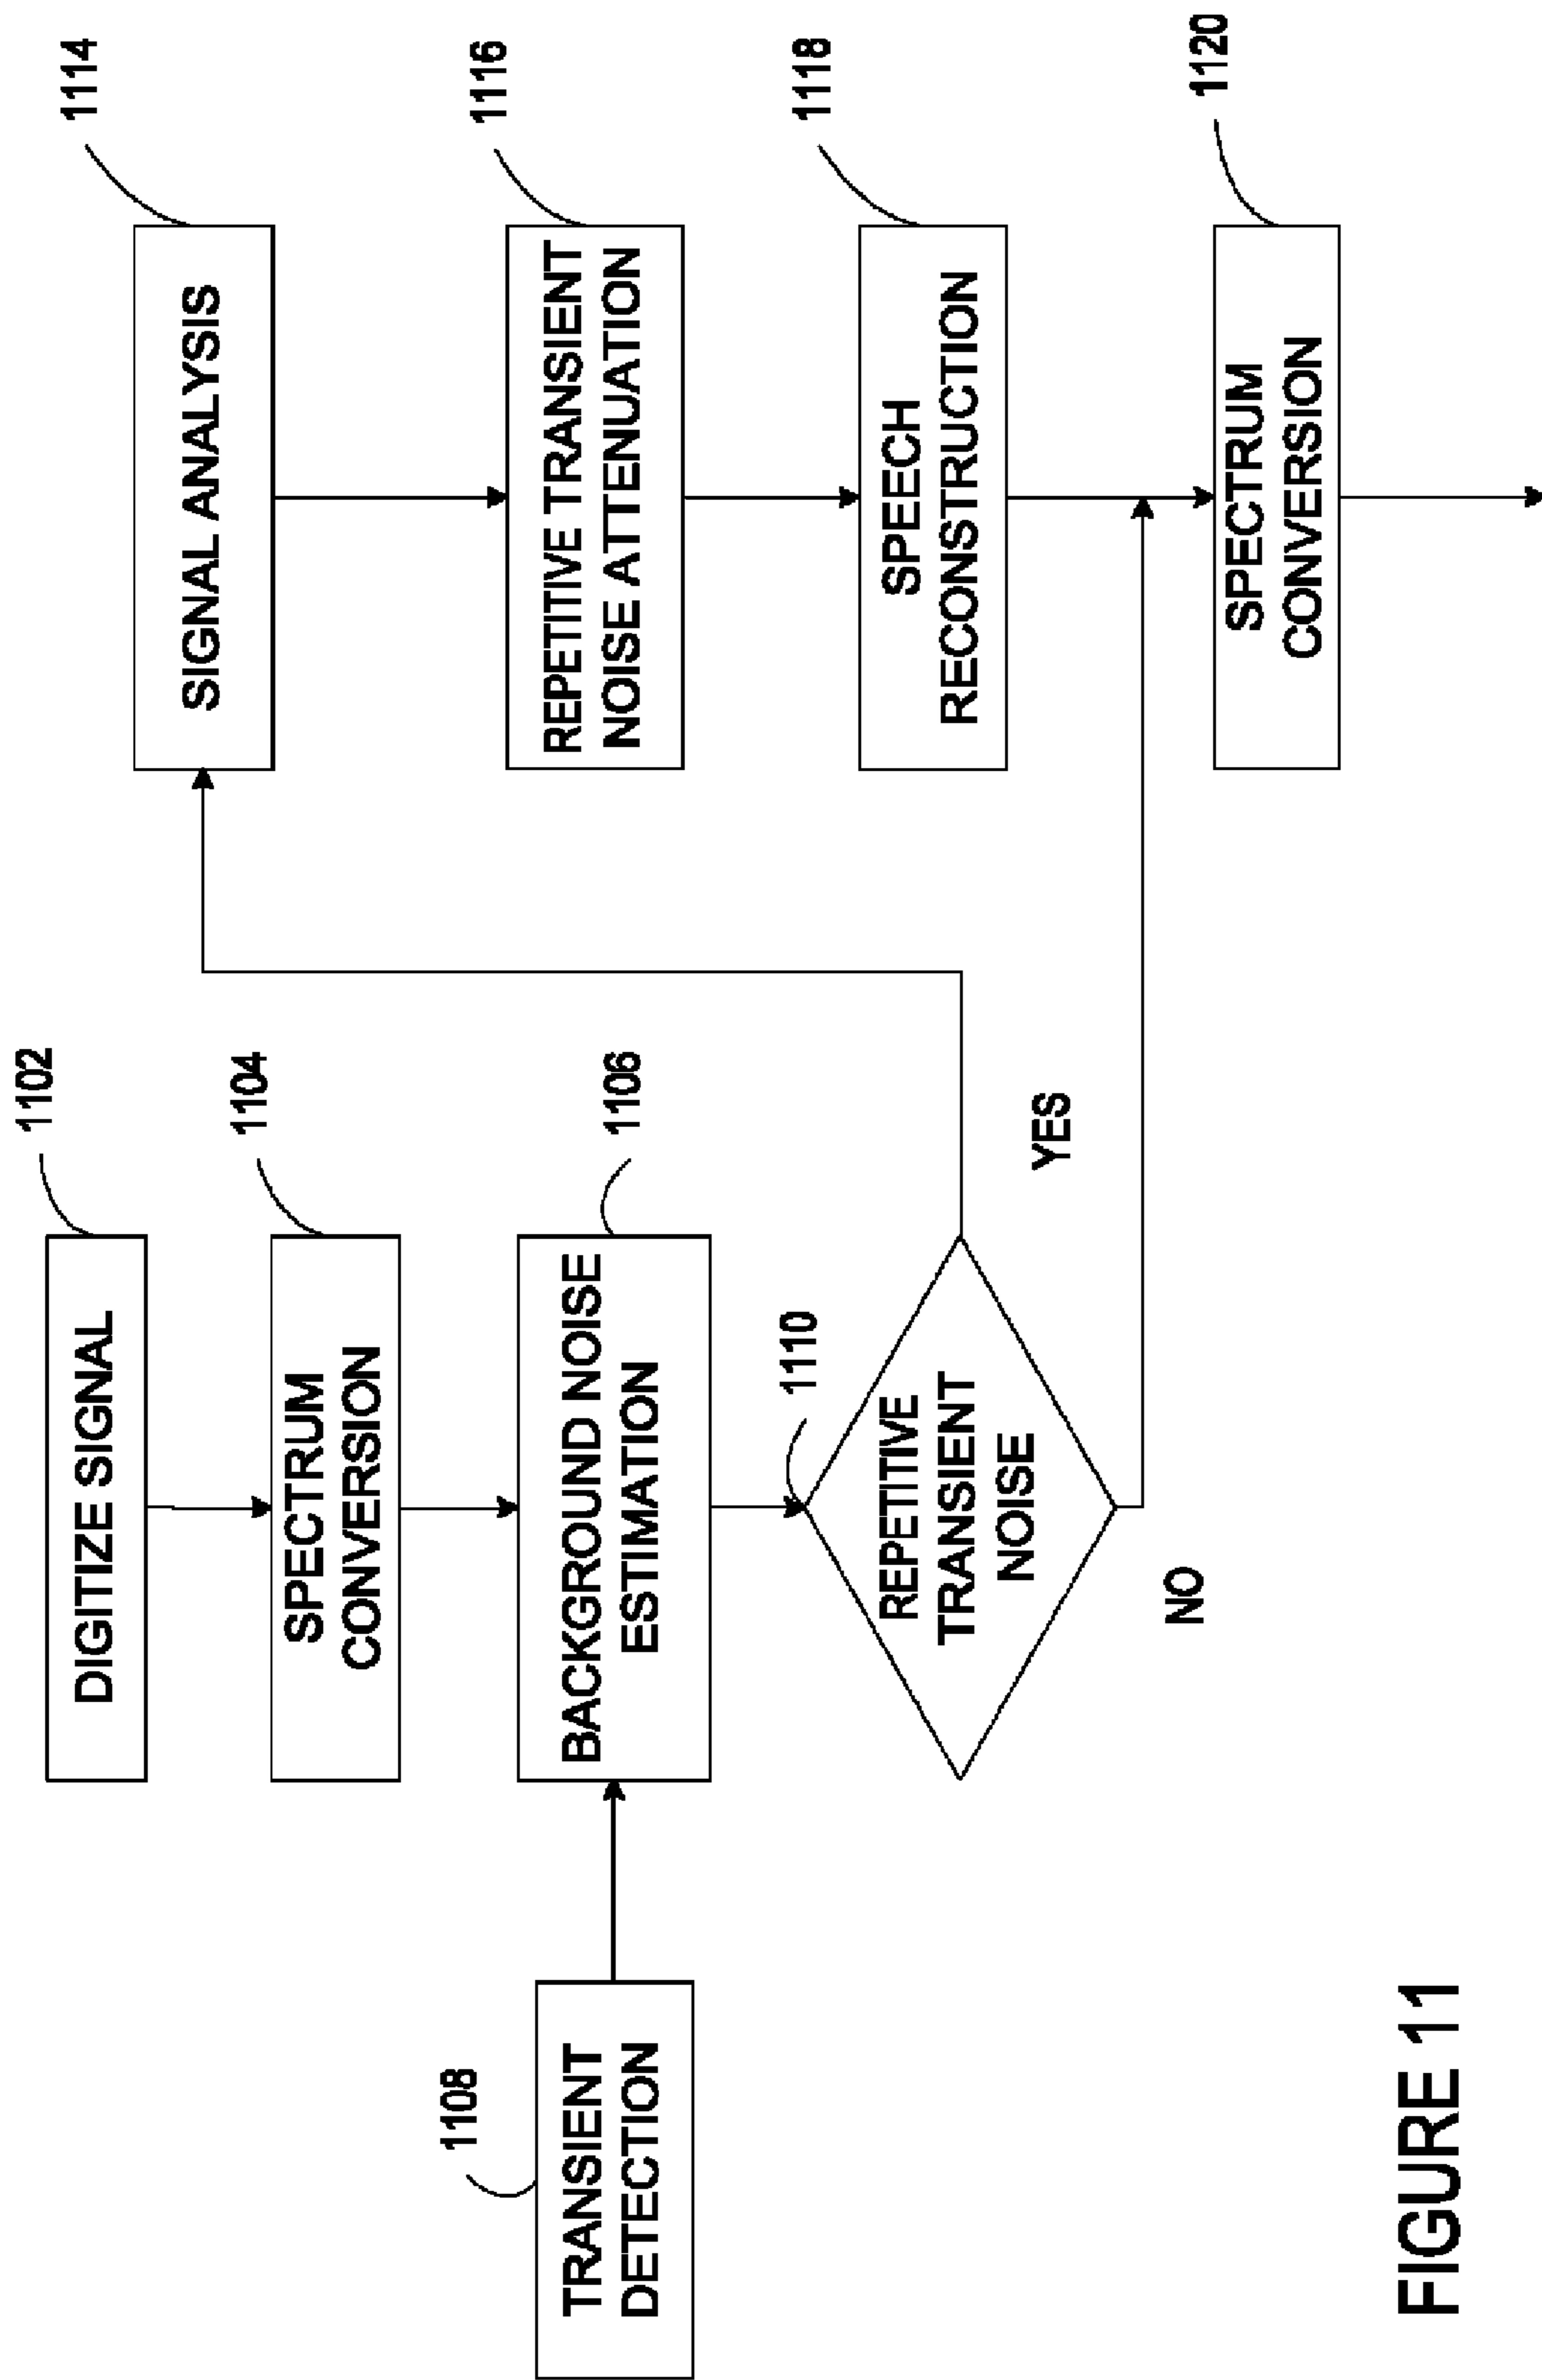 1102
DIGITIZE SIGNAL
1104
SPECTRUM
CONVERSION
1108
TRANSIENT
DETECTION
1106
BACKGROUND NOISE
ESTIMATION
1110
REPETITIVE
TRANSIENT
NOISE
YES
NO
1114
SIGNAL ANALYSIS
1116
REPETITIVE TRANSIENT
NOISE ATTENUATION
1118
SPEECH
RECONSTRUCTION
1120
SPECTRUM
CONVERSION
FIGURE 11